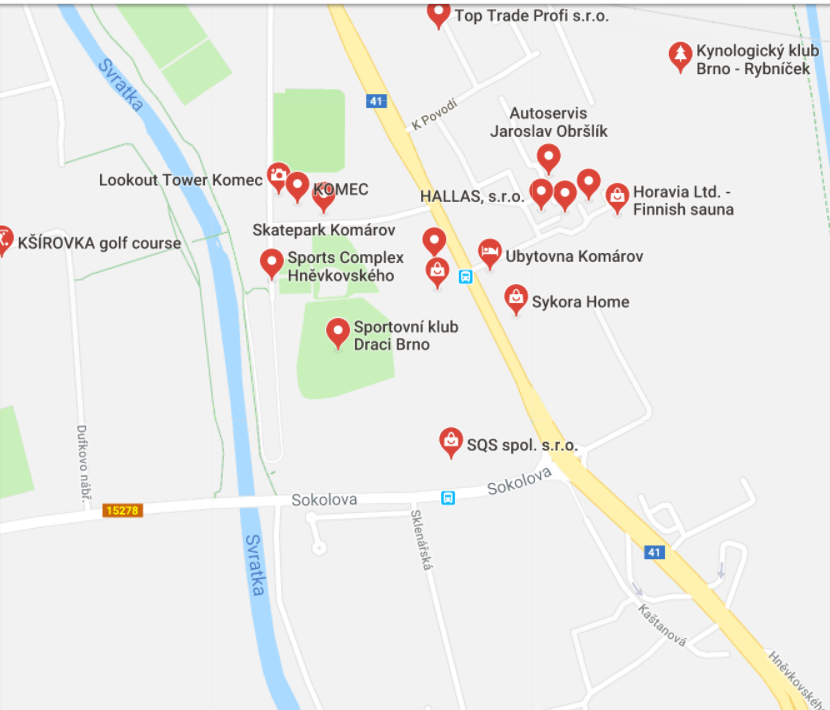 Top Trade Profi s.r.o.
Kynologický klub
Brno - Rybníček
Svratka
41
K Povodí
Autoservis
Jaroslav Obršlík
Lookout Tower Komec
KOMEC
HALLAS, s.r.o.
Horavia Ltd. -
Finnish sauna
Skatepark Komárov
KŠÍROVKA golf course
Sports Complex
Hněvkovského
Ubytovna Komárov
Sykora Home
Sportovní klub
Draci Brno
Dufkovo nábř.
SQS spol. s.r.o.
Sokolova
Sokolova
15278
Sklenářská
Svratka
41
Kaštanová
Hněvkovského